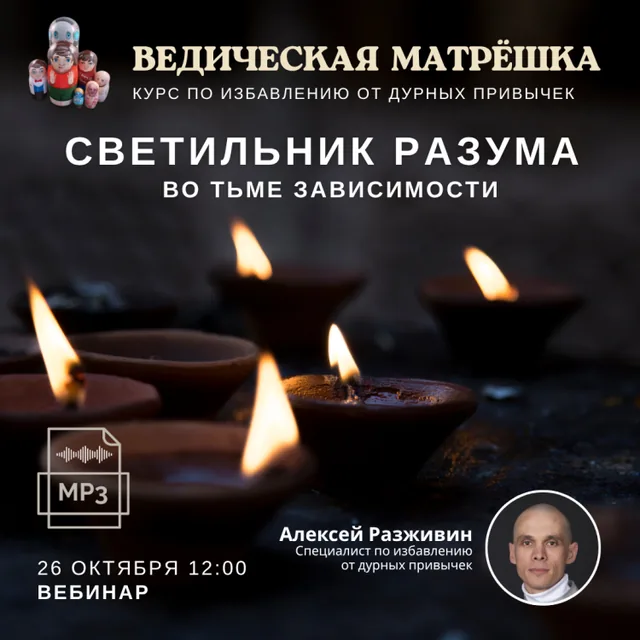 ВЕДИЧЕСКАЯ МАТРЁШКА
КУРС ПО ИЗБАВЛЕНИЮ ОТ ДУРНЫХ ПРИВЫЧЕК
СВЕТИЛЬНИК РАЗУМА
ВО ТЬМЕ ЗАВИСИМОСТИ
MP3
Алексей Разживин
Специалист по избавлению
от дурных привычек
26 ОКТЯБРЯ 12:00
ВЕБИНАР